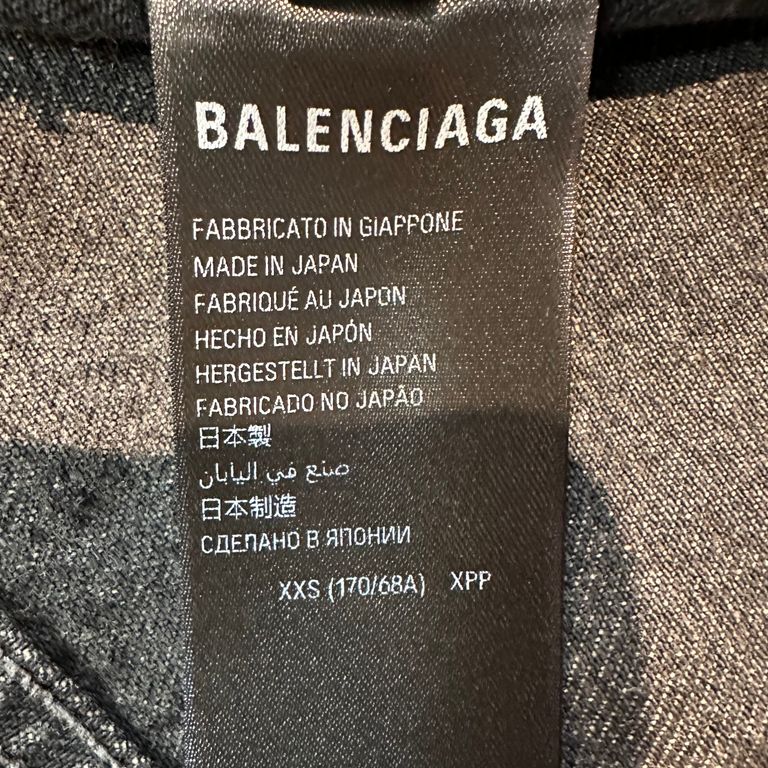 BALENCIAGA
FABBRICATO IN GIAPPONE
MADE IN JAPAN
FABRIQUÉ AU JAPON
HECHO EN JAPÓN
HERGESTELLT IN JAPAN
FABRICADO NO JAPÃO
日本製
صنع في اليابان
日本制造
СДЕЛАНО В ЯПОНИИ
XXS (170/68A) XPP